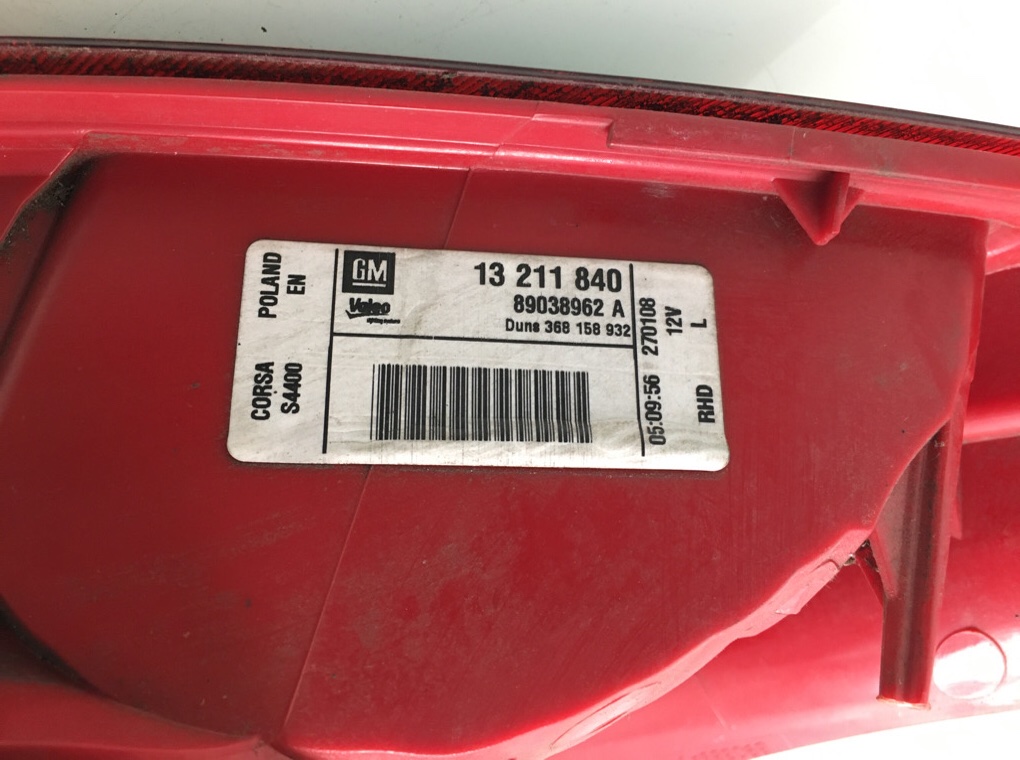 POLAND
EN
CORSA
S4400
GM
Valeo
13 211 840
89038962 A
Duns 368 158 932
05:09:56 270108
12V
RHD L